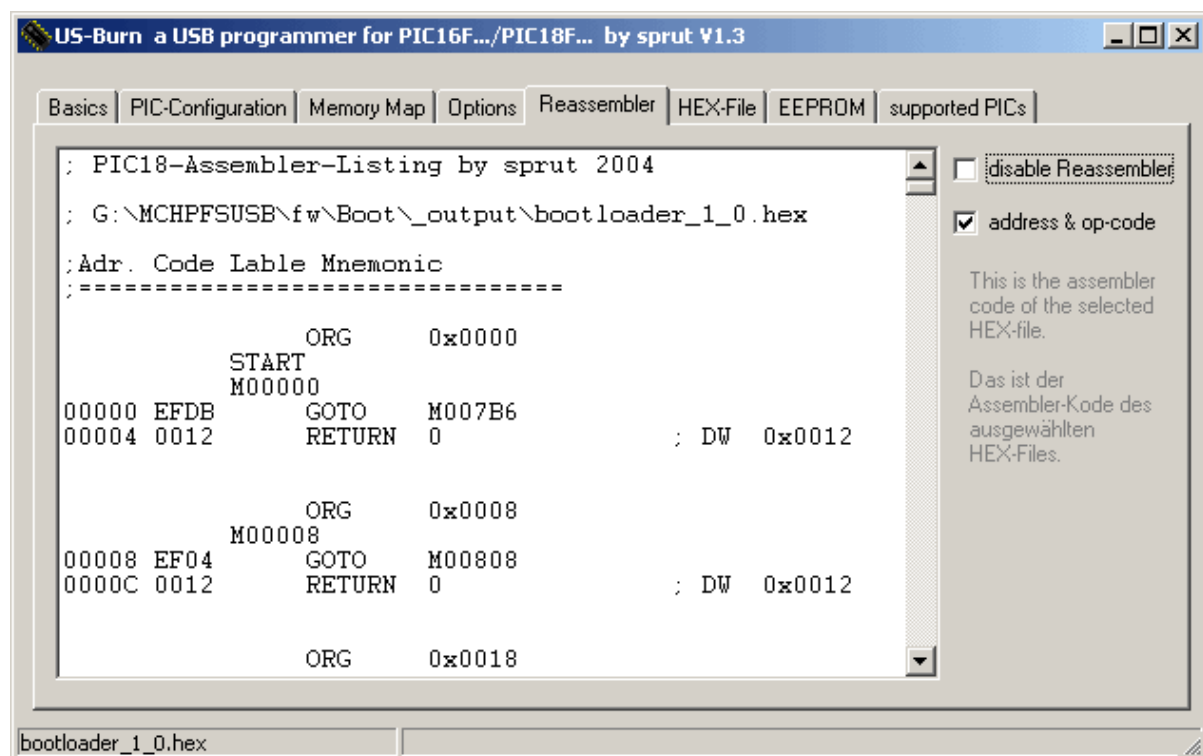 US-Burn a USB programmer for PIC16F.../PIC18F... by sprut V1.3
Basics PIC-Configuration Memory Map Options Reassembler HEX-File EEPROM supported PICs
; PIC18-Assembler-Listing by sprut 2004
; G:\MCHPFSUSB\fw\Boot\_output\bootloader_1_0.hex
;Adr. Code Lable Mnemonic
;================================
ORG 0x0000
START
M00000
00000 EFDB GOTO M007B6
00004 0012 RETURN 0 ; DW 0x0012
ORG 0x0008
M00008
00008 EF04 GOTO M00808
0000C 0012 RETURN 0 ; DW 0x0012
ORG 0x0018
disable Reassembler
address & op-code
This is the assembler
code of the selected
HEX-file.
Das ist der
Assembler-Kode des
ausgewählten
HEX-Files.
bootloader_1_0.hex